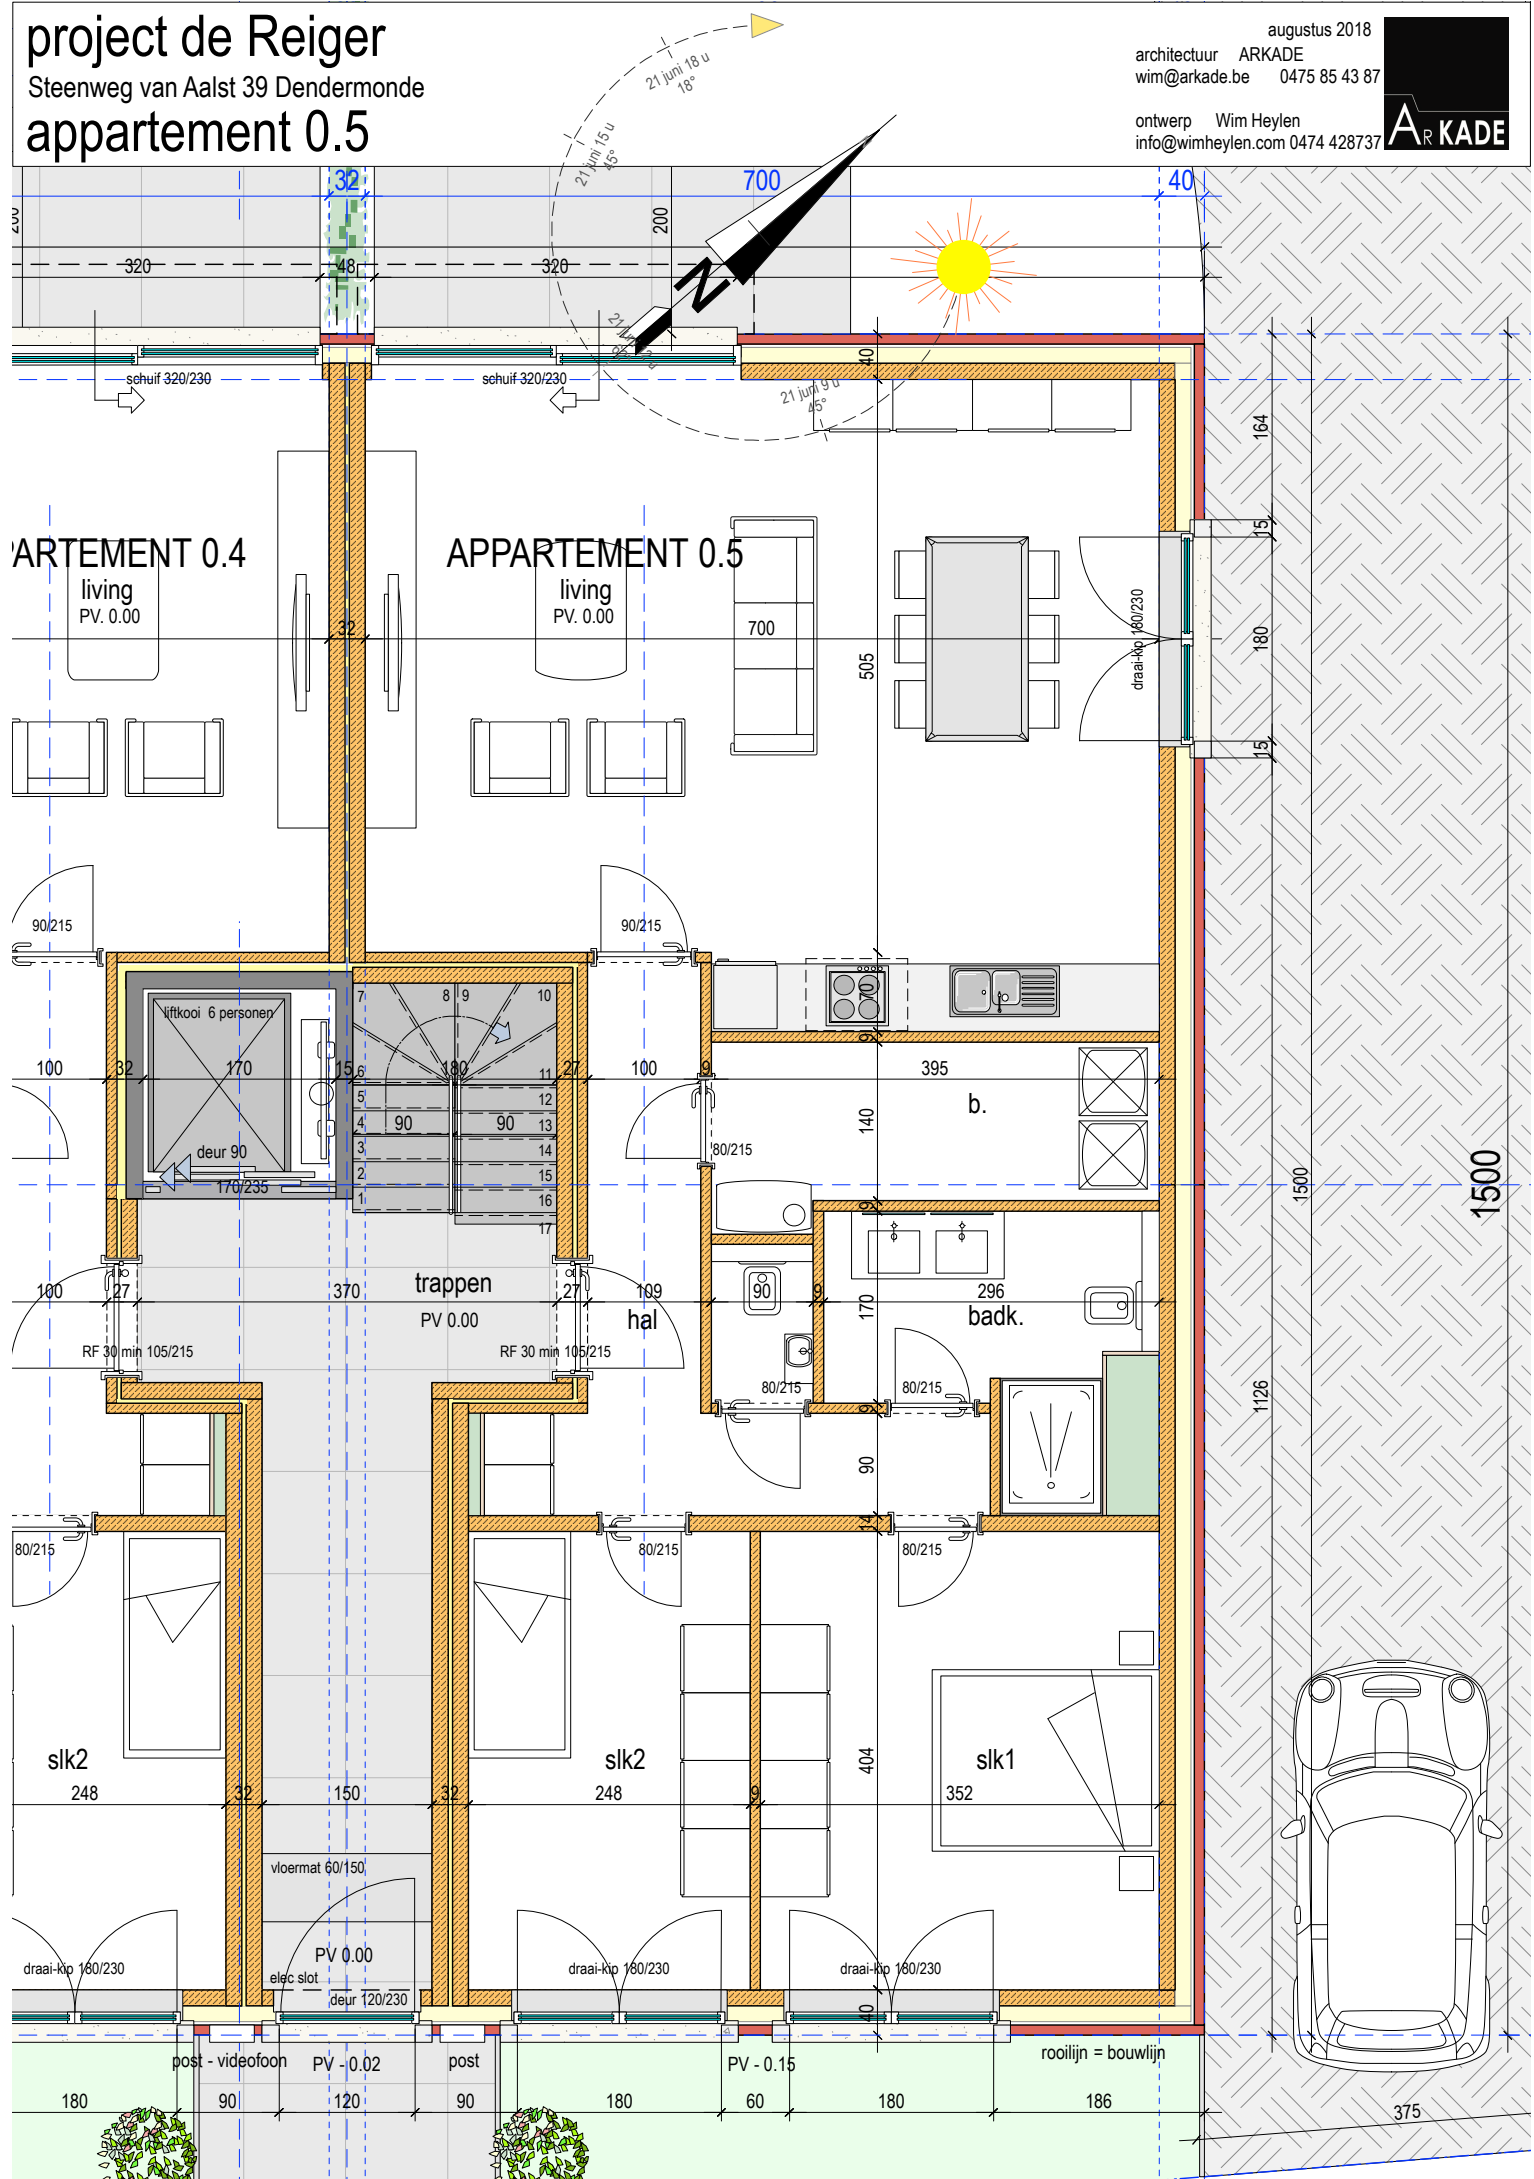 project de Reiger
Steenweg van Aalst 39 Dendermonde
appartement 0.5
augustus 2018
architectuur ARKADE
wim@arkade.be 0475 85 43 87
ontwerp Wim Heylen
info@wimheylen.com 0474 428737
ARKADE
21 juni 18 u
18°
21 juni 15 u
45°
32
700
40
200
200
320
48
320
N
21 juni 9 u
45°
40
schuif 320/230
schuif 320/230
164
15
APPARTEMENT 0.5
living
PV. 0.00
living
PV. 0.00
32
700
505
draai-kip 180/230
180
15
90/215
90/215
7
8
9
10
liftkooi 6 personen
70
9
100
32
170
15
6
180
11
27
100
9
395
5
12
b.
4
90
90
13
140
3
14
80/215
deur 90
2
15
170/235
1
16
17
9
1500
1500
trappen
PV 0.00
100
27
370
27
109
90
9
296
170
hal
badk.
RF 30 min 105/215
RF 30 min 105/215
80/215
80/215
9
1126
90
14
80/215
80/215
80/215
slk2
slk2
slk1
404
248
32
150
32
248
9
352
vloermat 60/150
PV 0.00
elec slot
deur 120/230
draai-kip 180/230
draai-kip 180/230
draai-kip 180/230
40
post - videofoon
PV - 0.02
post
PV - 0.15
rooilijn = bouwlijn
180
90
120
90
180
60
180
186
375